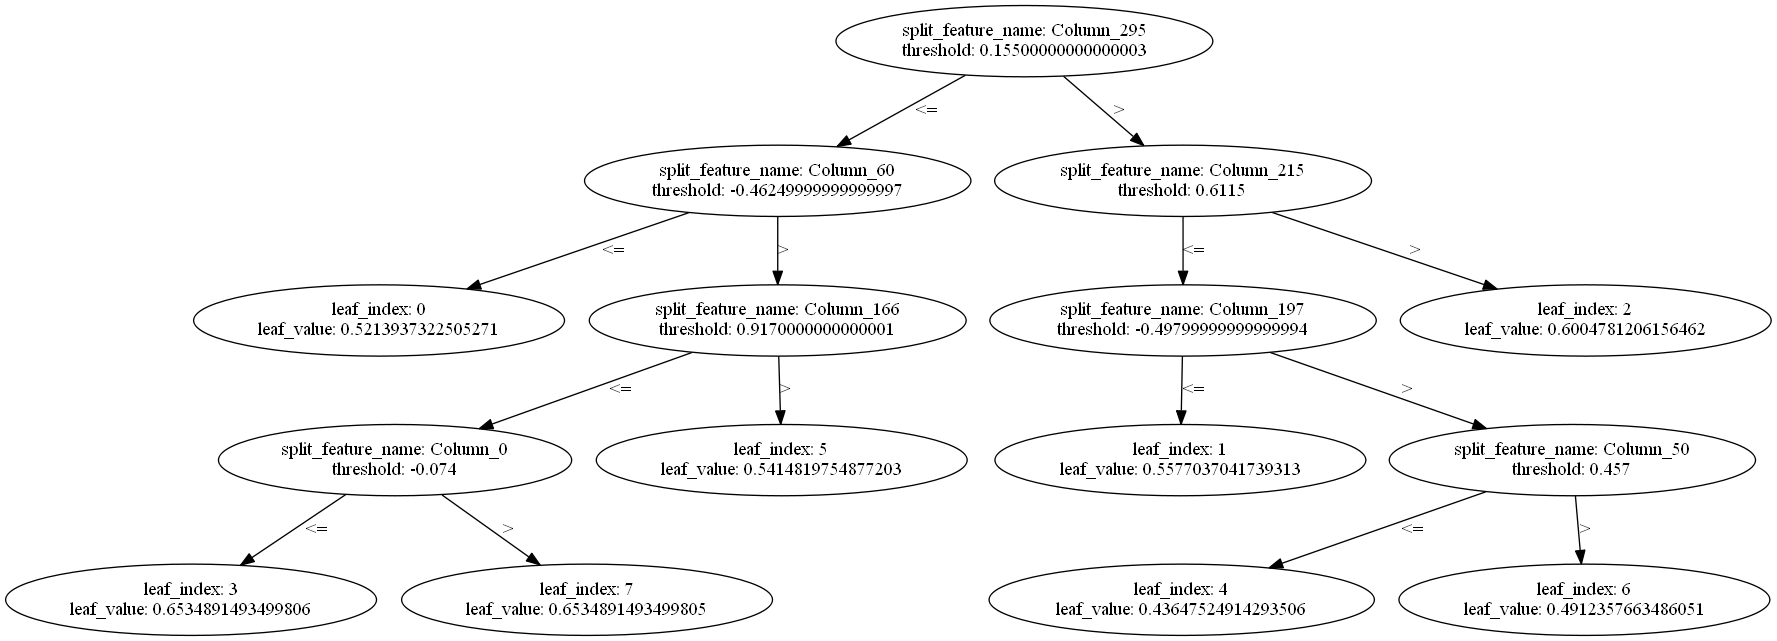 split_feature_name: Column_295
threshold: 0.15500000000000003
<=
>
split_feature_name: Column_60
threshold: -0.46249999999999997
split_feature_name: Column_215
threshold: 0.6115
<=
>
<=
>
leaf_index: 0
leaf_value: 0.5213937322505271
split_feature_name: Column_166
threshold: 0.9170000000000001
split_feature_name: Column_197
threshold: -0.49799999999999994
leaf_index: 2
leaf_value: 0.6004781206156462
<=
>
<=
>
split_feature_name: Column_0
threshold: -0.074
leaf_index: 5
leaf_value: 0.5414819754877203
leaf_index: 1
leaf_value: 0.5577037041739313
split_feature_name: Column_50
threshold: 0.457
<=
>
<=
>
leaf_index: 3
leaf_value: 0.6534891493499806
leaf_index: 7
leaf_value: 0.6534891493499805
leaf_index: 4
leaf_value: 0.43647524914293506
leaf_index: 6
leaf_value: 0.4912357663486051